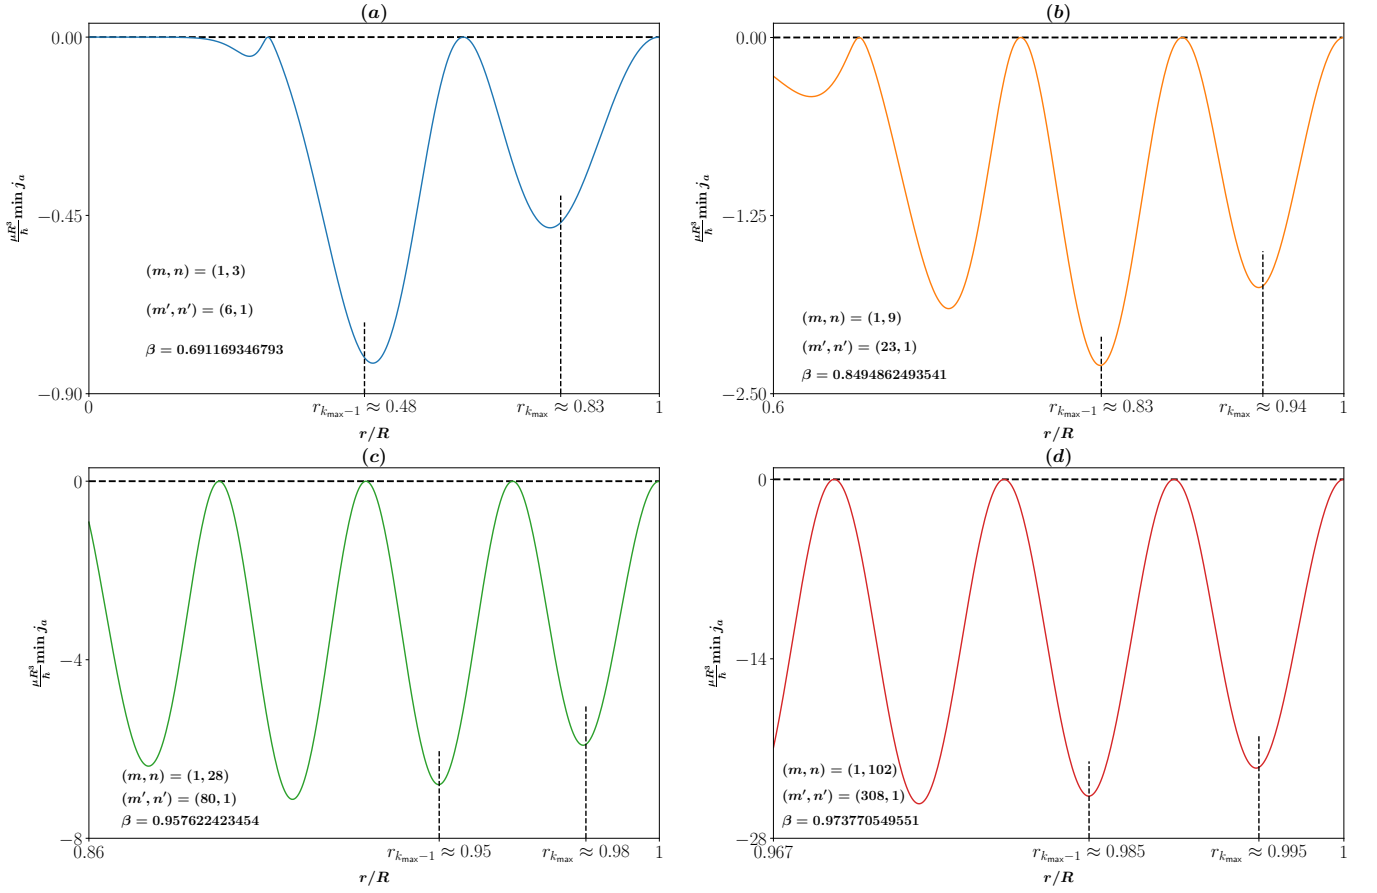 (a)
0.00
−0.45
−0.90
μR³/ħ min jₐ
(m, n) = (1, 3)
(m′, n′) = (6, 1)
β = 0.691169346793
0
r_{k_max−1} ≈ 0.48
r_{k_max} ≈ 0.83
1
r/R
(b)
0.00
−1.25
−2.50
μR³/ħ min jₐ
(m, n) = (1, 9)
(m′, n′) = (23, 1)
β = 0.8494862493541
0.6
r_{k_max−1} ≈ 0.83
r_{k_max} ≈ 0.94
1
r/R
(c)
0
−4
−8
μR³/ħ min jₐ
(m, n) = (1, 28)
(m′, n′) = (80, 1)
β = 0.957622423454
0.86
r_{k_max−1} ≈ 0.95
r_{k_max} ≈ 0.98
1
r/R
(d)
0
−14
−28
μR³/ħ min jₐ
(m, n) = (1, 102)
(m′, n′) = (308, 1)
β = 0.973770549551
0.967
r_{k_max−1} ≈ 0.985
r_{k_max} ≈ 0.995
1
r/R